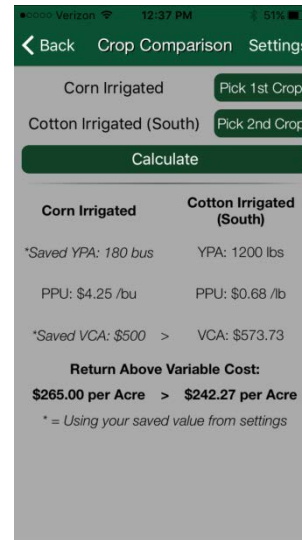 Verizon 12:37 PM 51%
Back Crop Comparison Settings
Corn Irrigated Pick 1st Crop
Cotton Irrigated (South) Pick 2nd Crop
Calculate
Corn Irrigated Cotton Irrigated
(South)
*Saved YPA: 180 bus YPA: 1200 lbs
PPU: $4.25 /bu PPU: $0.68 /lb
*Saved VCA: $500 > VCA: $573.73
Return Above Variable Cost:
$265.00 per Acre > $242.27 per Acre
* = Using your saved value from settings